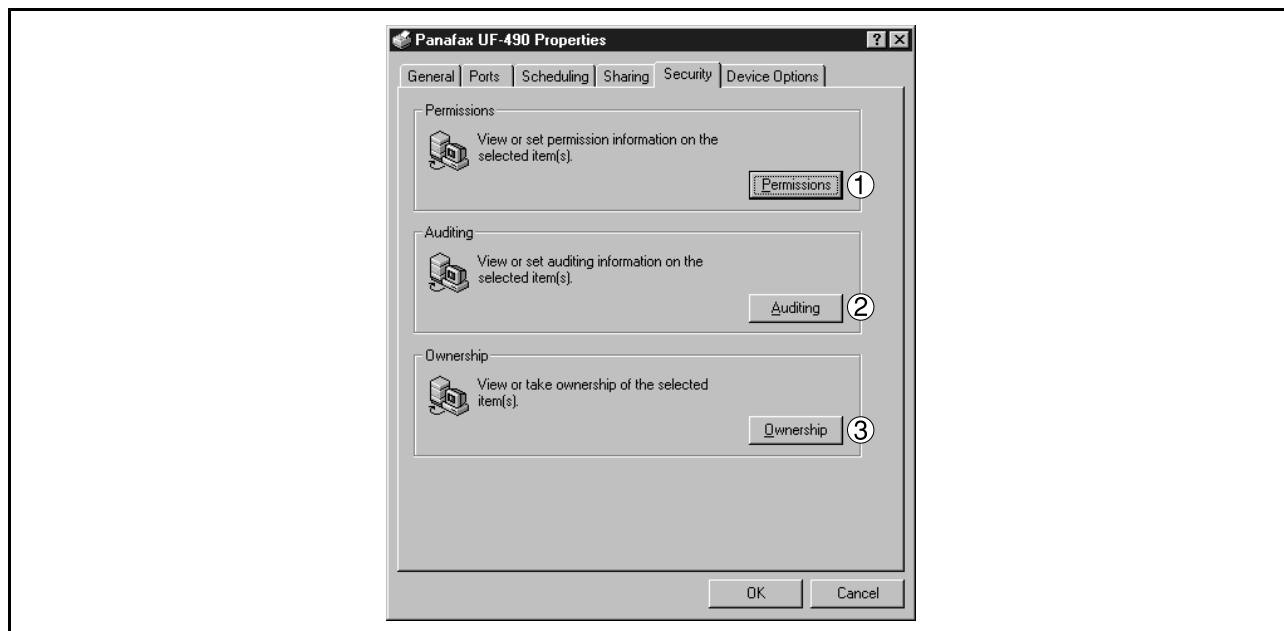 Panafax UF-490 Properties
General Ports Scheduling Sharing Security Device Options
Permissions
View or set permission information on the
selected item(s).
Permissions ①
Auditing
View or set auditing information on the
selected item(s).
Auditing ②
Ownership
View or take ownership of the selected
item(s).
Ownership ③
OK Cancel